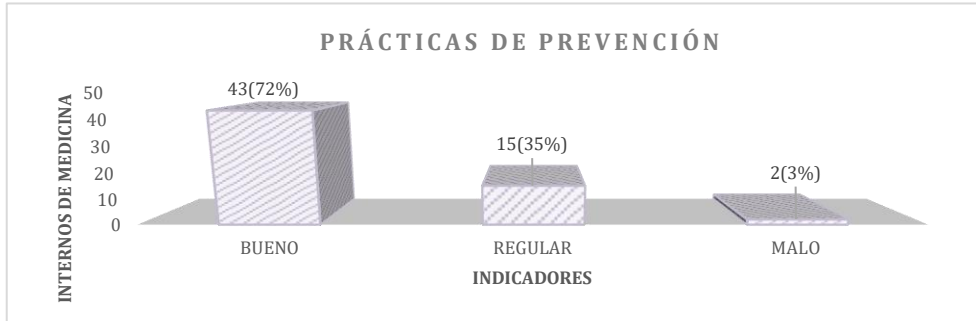 PRÁCTICAS DE PREVENCIÓN
INTERNOS DE MEDICINA
50
40
30
20
10
0
43(72%)
15(35%)
2(3%)
BUENO
REGULAR
MALO
INDICADORES